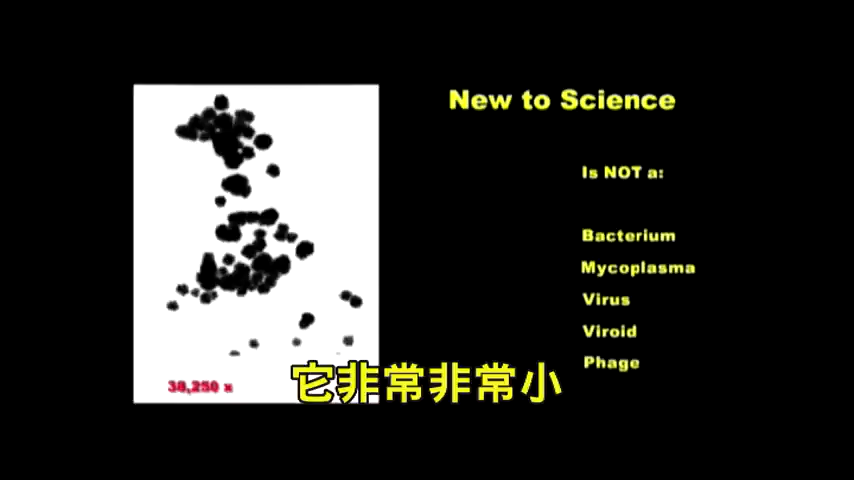 New to Science
Is NOT a:
Bacterium
Mycoplasma
Virus
Viroid
Phage
38,250 x
它非常非常小